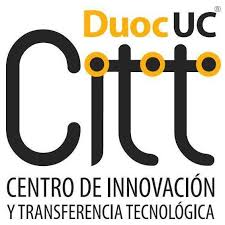 DuocUC®
Citt
CENTRO DE INNOVACIÓN
Y TRANSFERENCIA TECNOLÓGICA